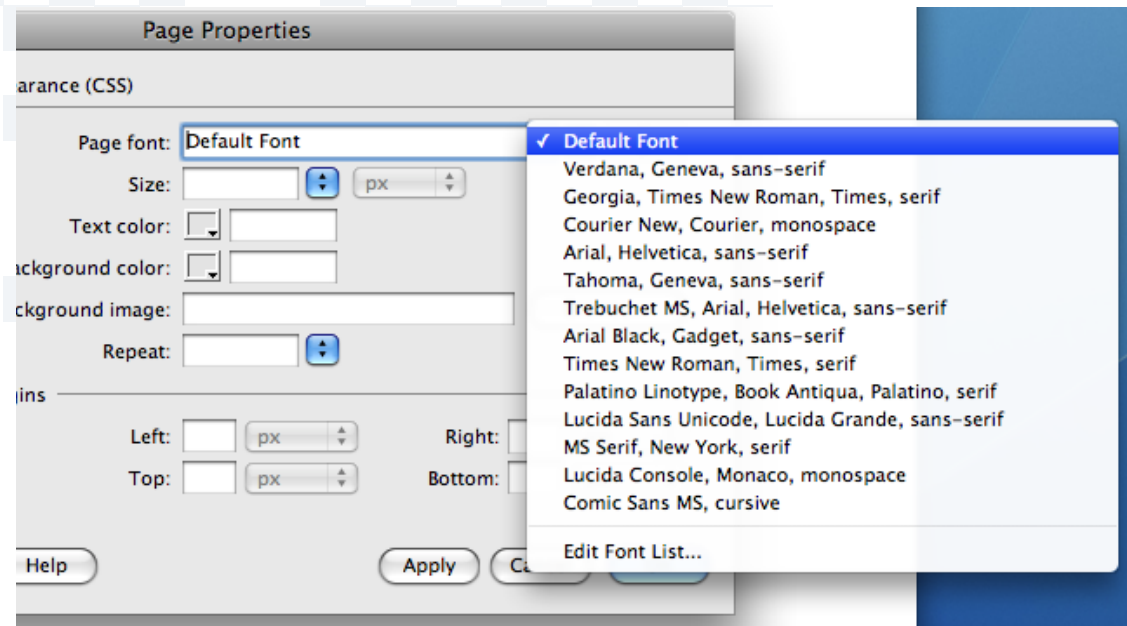 Page Properties
arance (CSS)
Page font: Default Font
Size: px
Text color:
ackground color:
ckground image:
Repeat:
gins
Left: px Right:
Top: px Bottom:
Help Apply Ca
✓ Default Font
Verdana, Geneva, sans-serif
Georgia, Times New Roman, Times, serif
Courier New, Courier, monospace
Arial, Helvetica, sans-serif
Tahoma, Geneva, sans-serif
Trebuchet MS, Arial, Helvetica, sans-serif
Arial Black, Gadget, sans-serif
Times New Roman, Times, serif
Palatino Linotype, Book Antiqua, Palatino, serif
Lucida Sans Unicode, Lucida Grande, sans-serif
MS Serif, New York, serif
Lucida Console, Monaco, monospace
Comic Sans MS, cursive
Edit Font List...